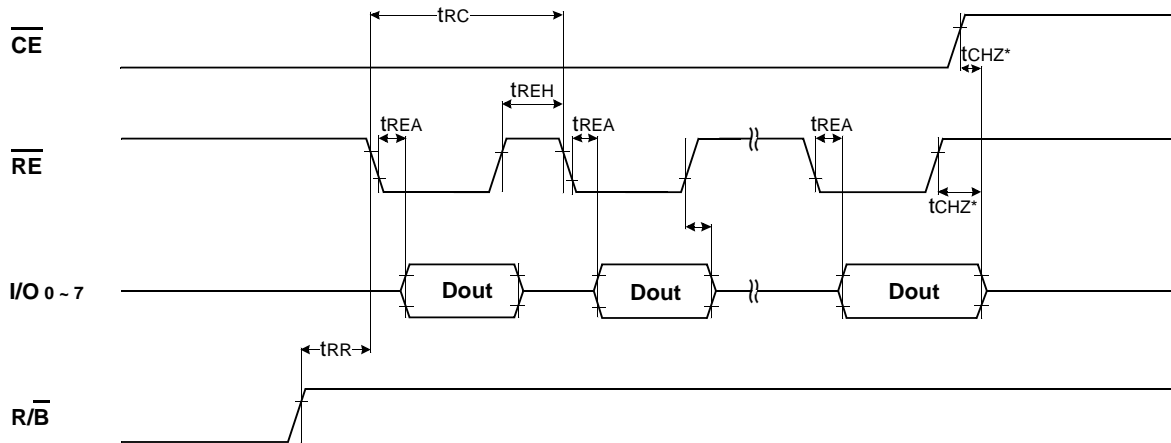 tRC
CE
tCHZ*
tREH
tREA
tREA
tREA
RE
tCHZ*
I/O 0 ~ 7
Dout
Dout
Dout
tRR
R/B